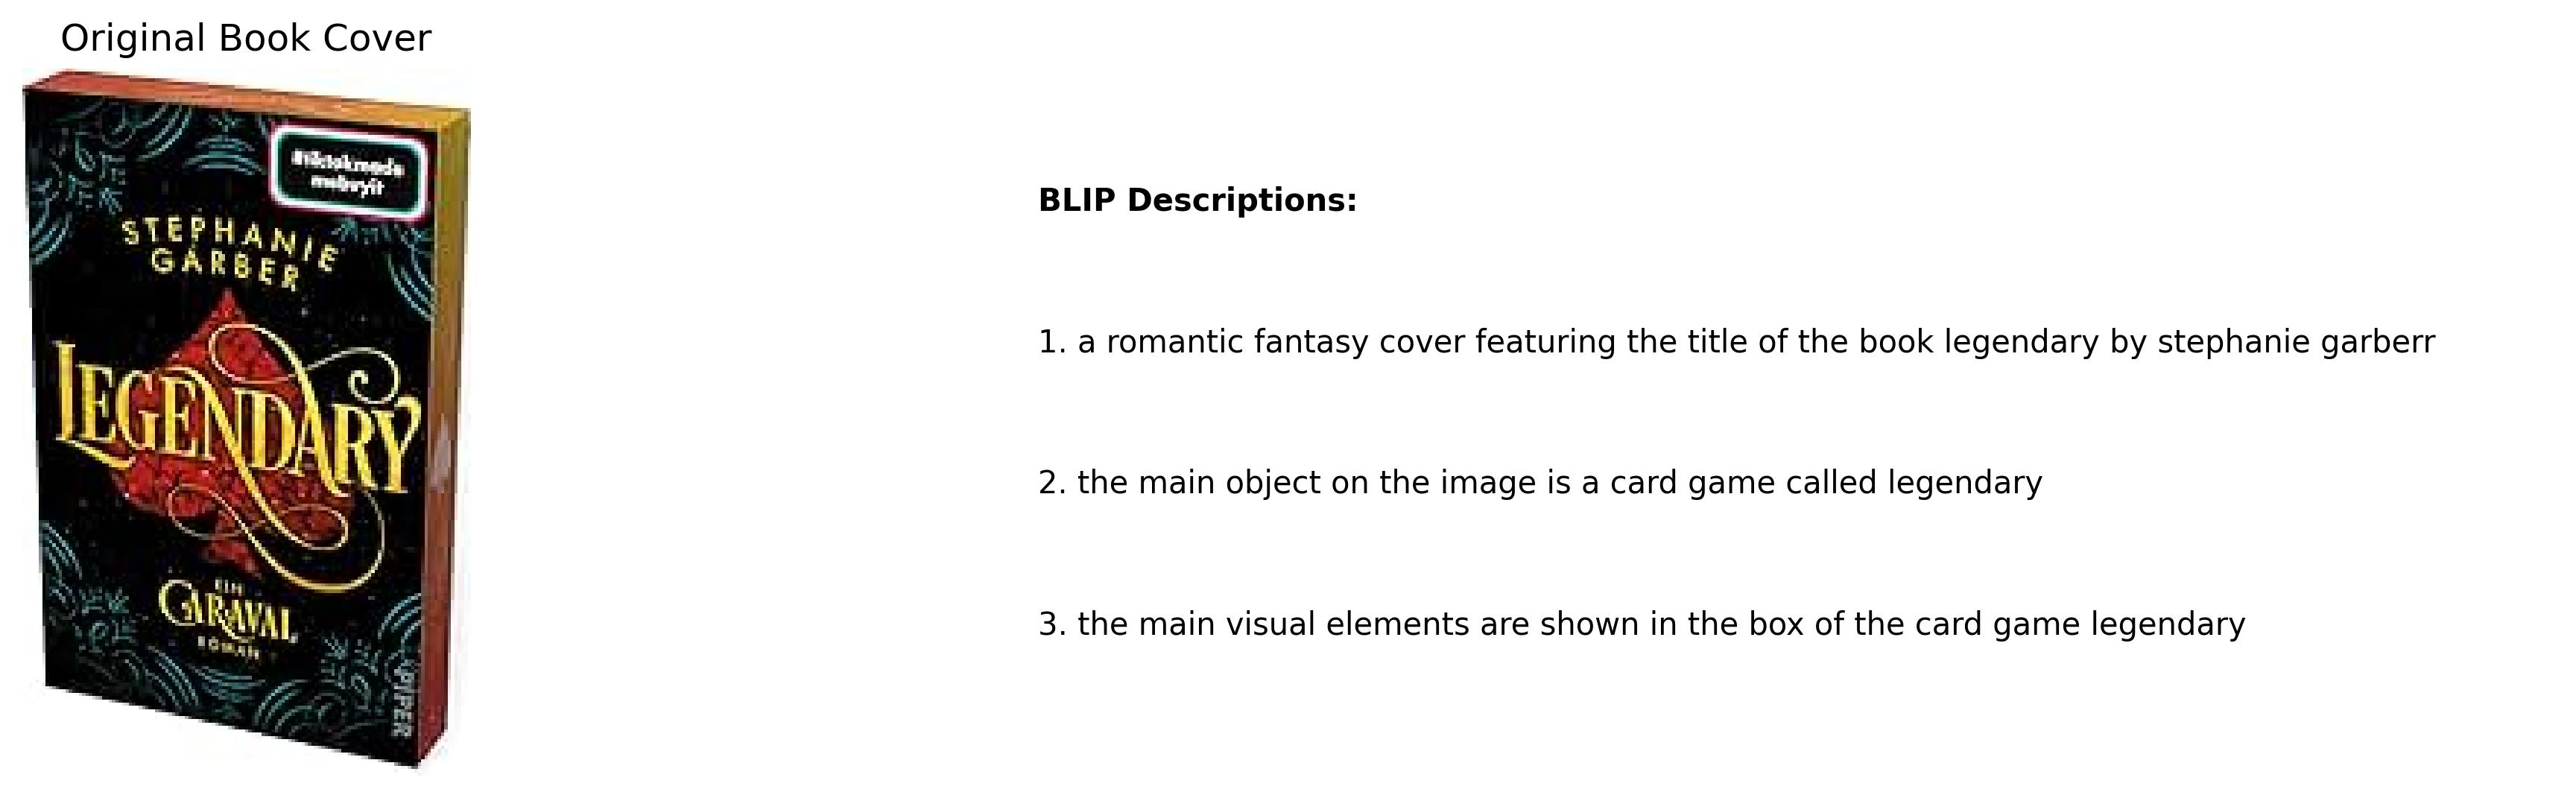 Original Book Cover
#tiktokmade
mebuyit
STEPHANIE
GARBER
LEGENDARY
EIN
CARAVAL
ROMAN
PIPER
BLIP Descriptions:
1. a romantic fantasy cover featuring the title of the book legendary by stephanie garberr
2. the main object on the image is a card game called legendary
3. the main visual elements are shown in the box of the card game legendary